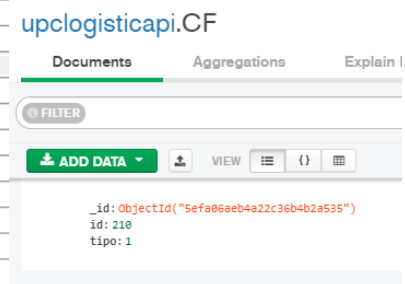 upclogisticapi.CF
Documents Aggregations Explain
FILTER
ADD DATA VIEW {}
_id: ObjectId("5efa06aeb4a22c36b4b2a535")
id: 210
tipo: 1